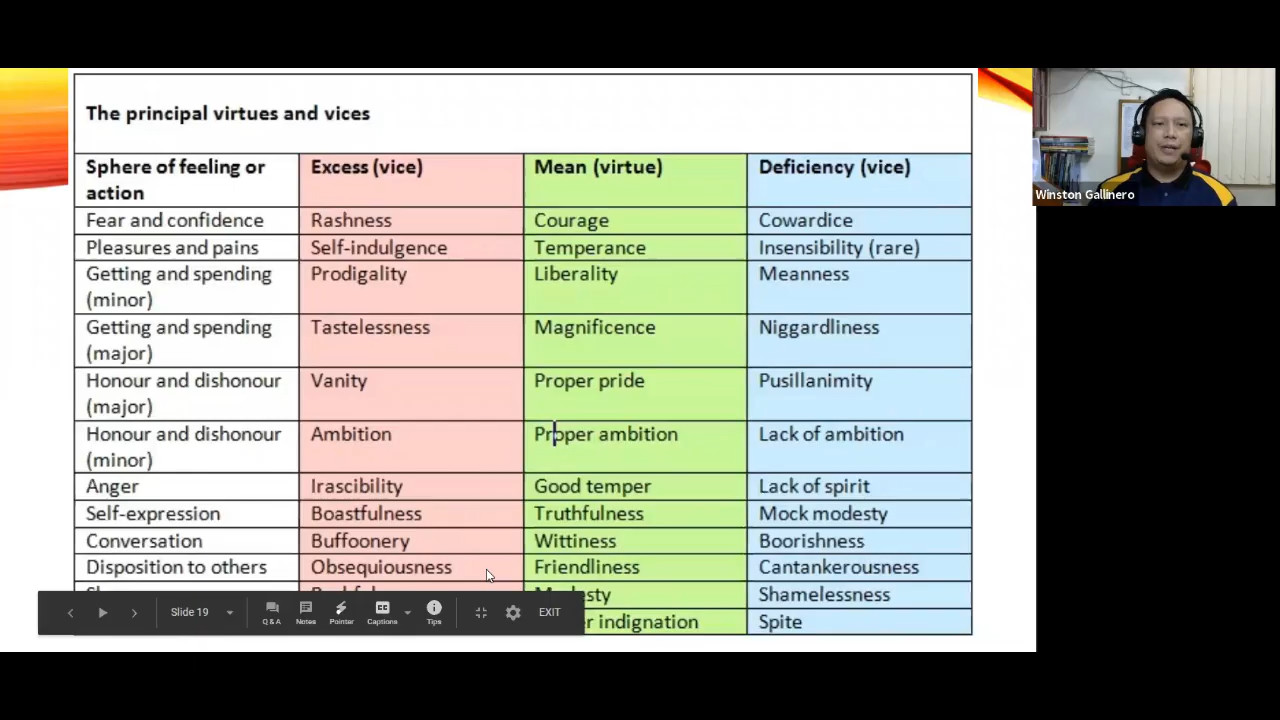 The principal virtues and vices
Sphere of feeling or action
Excess (vice)
Mean (virtue)
Deficiency (vice)
Fear and confidence
Rashness
Courage
Cowardice
Pleasures and pains
Self-indulgence
Temperance
Insensibility (rare)
Getting and spending (minor)
Prodigality
Liberality
Meanness
Getting and spending (major)
Tastelessness
Magnificence
Niggardliness
Honour and dishonour (major)
Vanity
Proper pride
Pusillanimity
Honour and dishonour (minor)
Ambition
Proper ambition
Lack of ambition
Anger
Irascibility
Good temper
Lack of spirit
Self-expression
Boastfulness
Truthfulness
Mock modesty
Conversation
Buffoonery
Wittiness
Boorishness
Disposition to others
Obsequiousness
Friendliness
Cantankerousness
Shamelessness
indignation
Spite
Slide 19
Q & A
Notes
Pointer
Captions
Tips
EXIT
Winston Gallinero